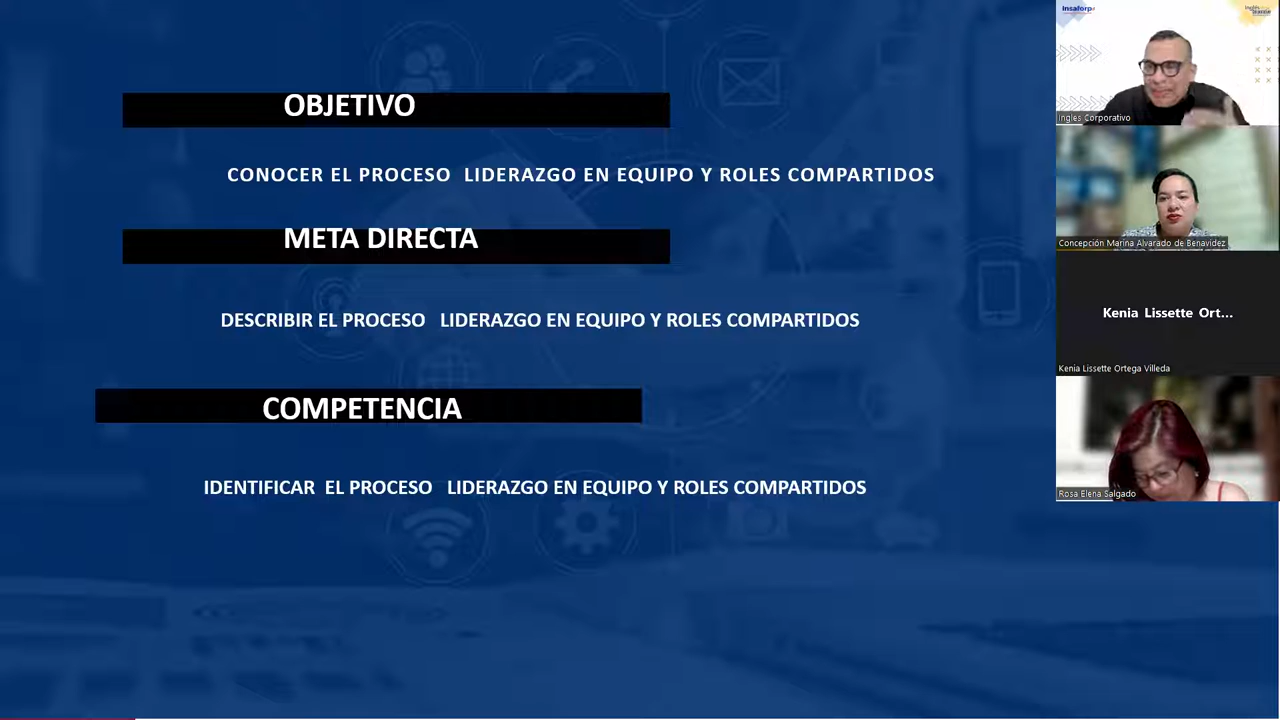 OBJETIVO
CONOCER EL PROCESO LIDERAZGO EN EQUIPO Y ROLES COMPARTIDOS
META DIRECTA
DESCRIBIR EL PROCESO LIDERAZGO EN EQUIPO Y ROLES COMPARTIDOS
COMPETENCIA
IDENTIFICAR EL PROCESO LIDERAZGO EN EQUIPO Y ROLES COMPARTIDOS
Insaforp
Ingles Corporativo
Concepción Marina Alvarado de Benavidez
Kenia Lissette Ort...
Kenia Lissette Ortega Villeda
Rosa Elena Salgado